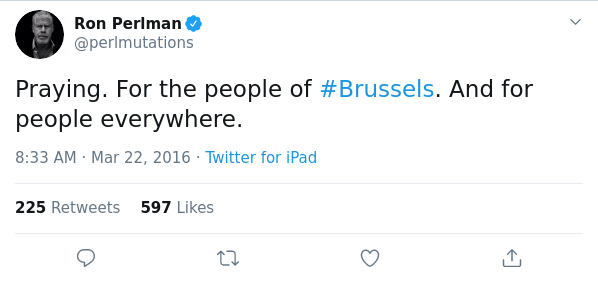 Ron Perlman
@perlmutations
Praying. For the people of #Brussels. And for
people everywhere.
8:33 AM · Mar 22, 2016 · Twitter for iPad
225 Retweets 597 Likes